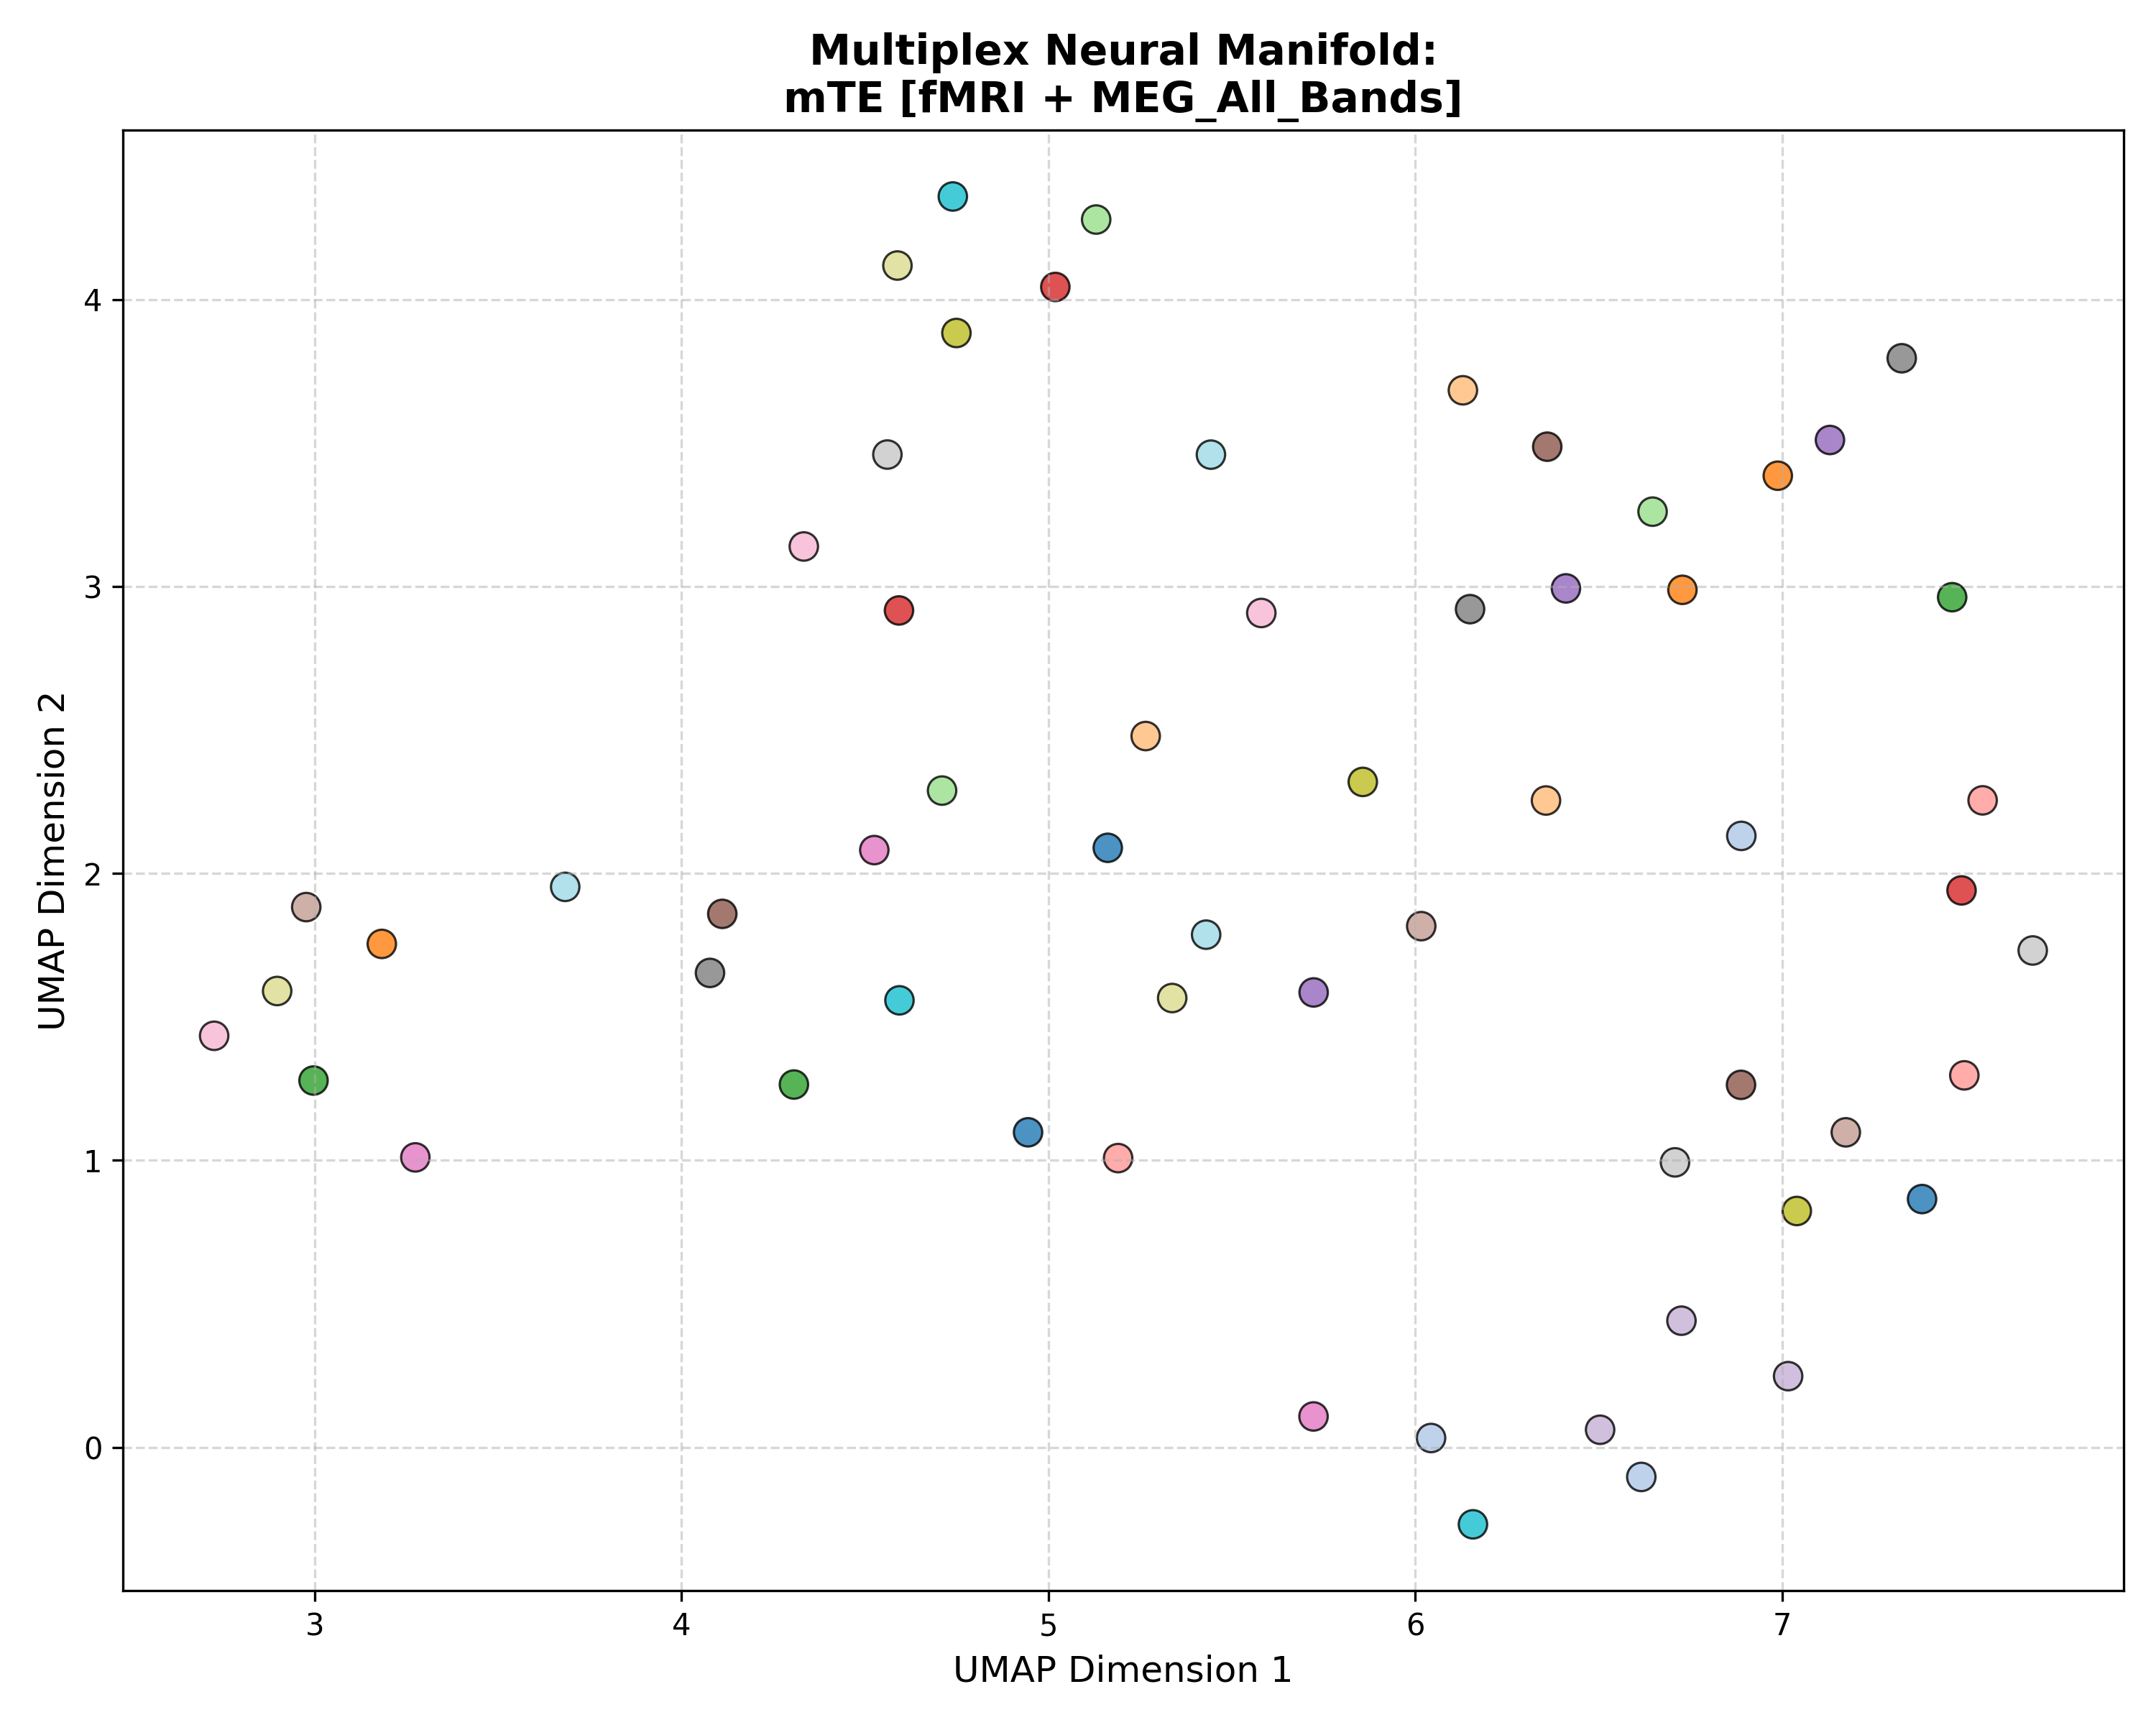 Multiplex Neural Manifold:
mTE [fMRI + MEG_All_Bands]
UMAP Dimension 2
4
3
2
1
0
3 4 5 6 7
UMAP Dimension 1